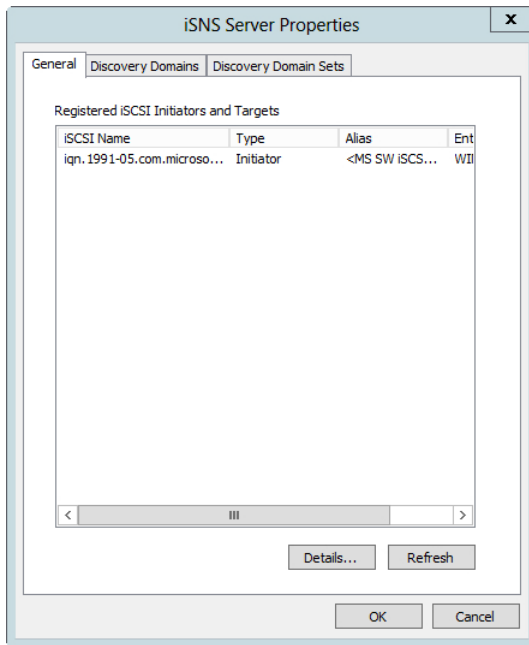 iSNS Server Properties
x
General Discovery Domains Discovery Domain Sets
Registered iSCSI Initiators and Targets
iSCSI Name Type Alias Ent
iqn.1991-05.com.microso... Initiator <MS SW iSCS... WII
Details... Refresh
OK Cancel